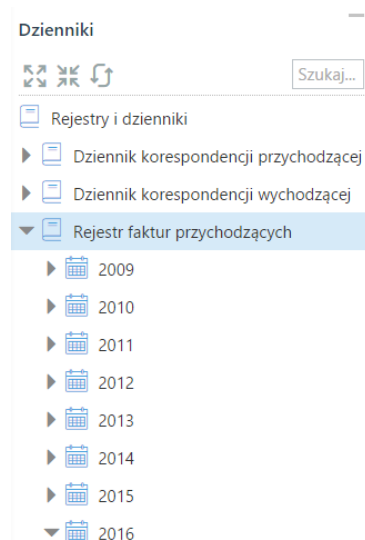 Dzienniki
Szukaj...
Rejestry i dzienniki
Dziennik korespondencji przychodzącej
Dziennik korespondencji wychodzącej
Rejestr faktur przychodzących
2009
2010
2011
2012
2013
2014
2015
2016